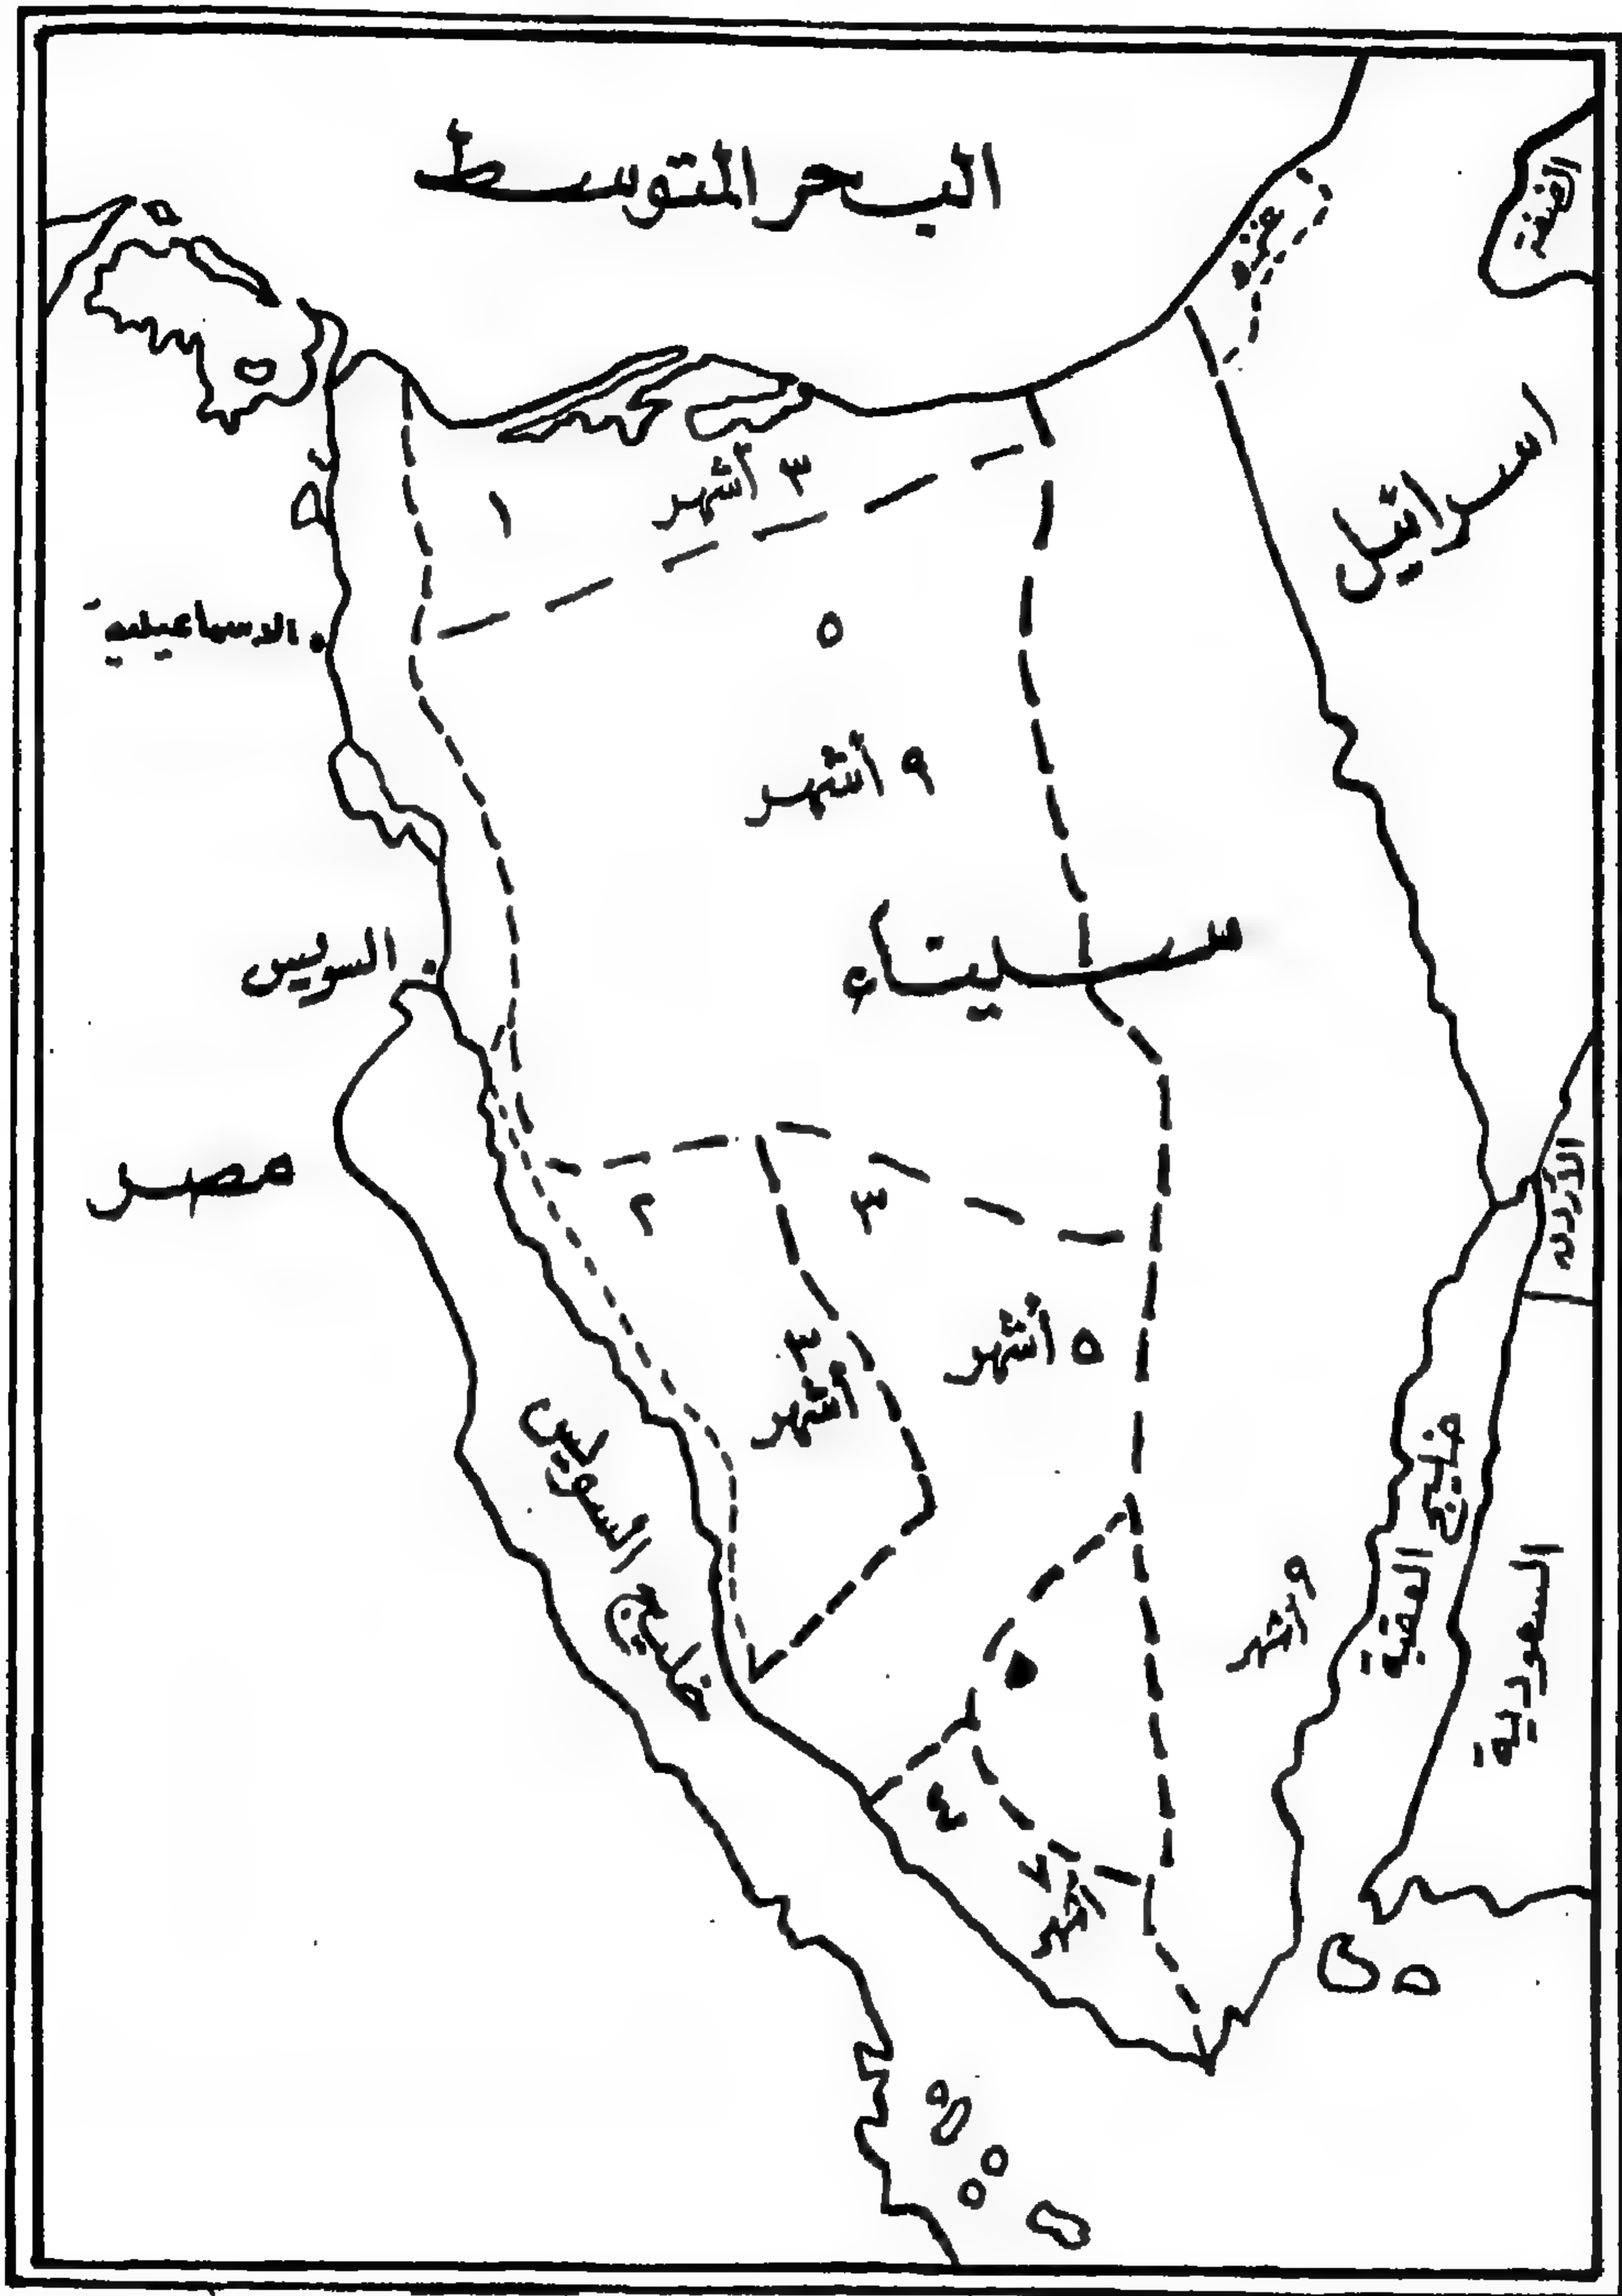 البحر المتوسط
الضفة
غزة
٣ أشهر
١
اسرائيل
الاسماعيلية
٥
٩ أشهر
سيناء
السويس
مصر
٢
٣
الأردن
٥ أشهر
٣
أشهر
خليج السويس
خليج
العقبة
السعودية
٩
أشهر
٤
٧
أشهر